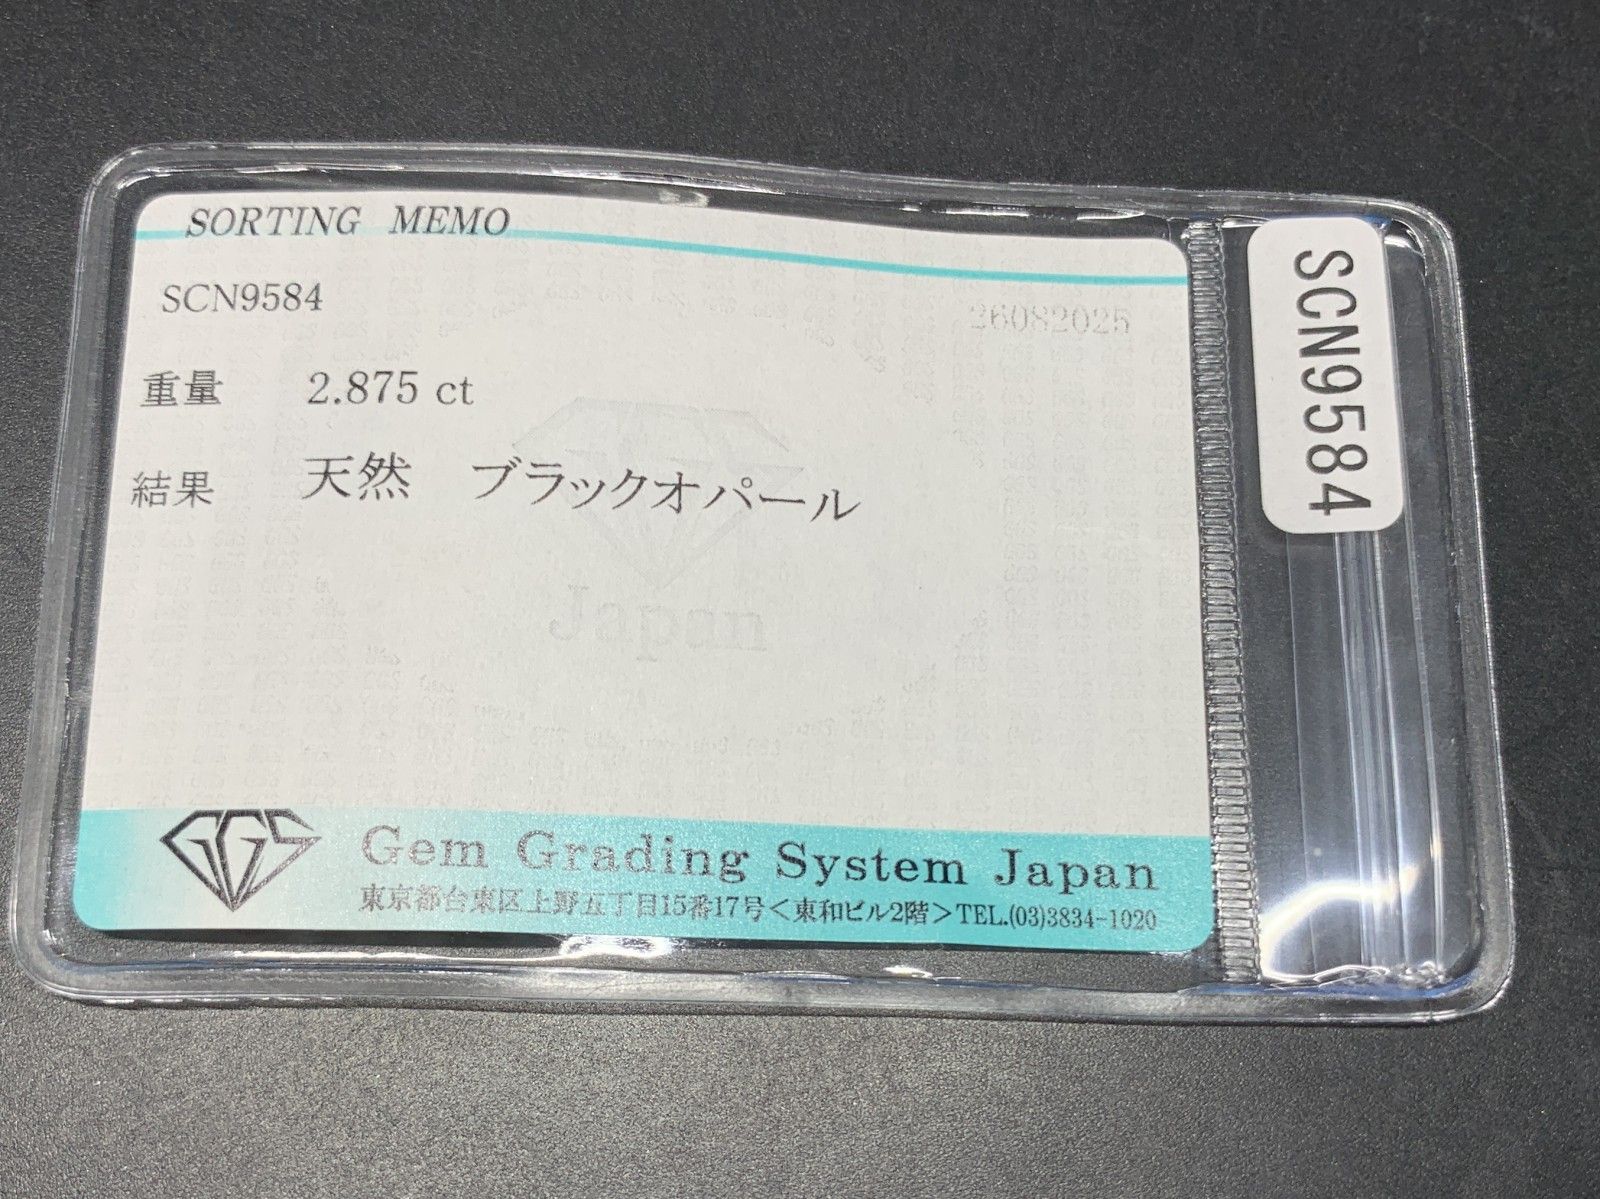 SORTING MEMO
SCN9584
26082025
重量 2.875 ct
結果 天然 ブラックオパール
Japan
GGS
Gem Grading System Japan
東京都台東区上野五丁目15番17号<東和ビル2階>TEL.(03)3834-1020
SCN9584